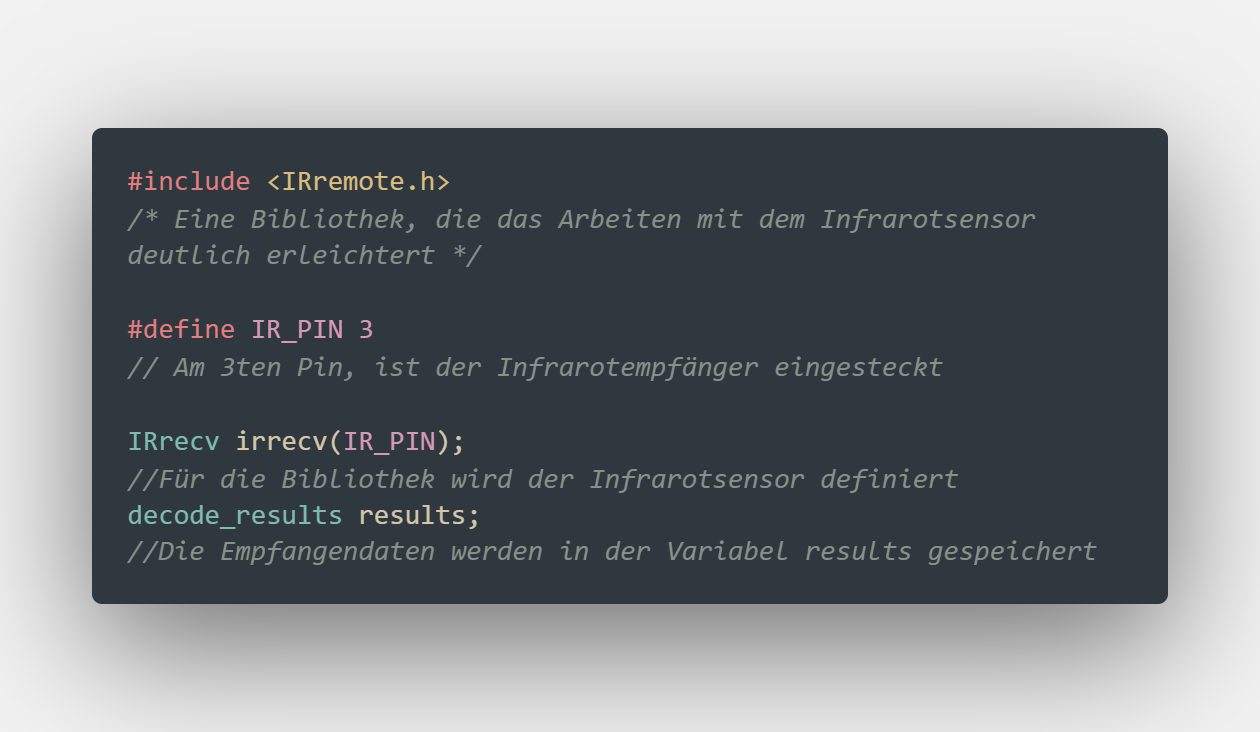 #include <IRremote.h>
/* Eine Bibliothek, die das Arbeiten mit dem Infrarotsensor
deutlich erleichtert */
#define IR_PIN 3
// Am 3ten Pin, ist der Infrarotempfänger eingesteckt
IRrecv irrecv(IR_PIN);
//Für die Bibliothek wird der Infrarotsensor definiert
decode_results results;
//Die Empfangendaten werden in der Variabel results gespeichert